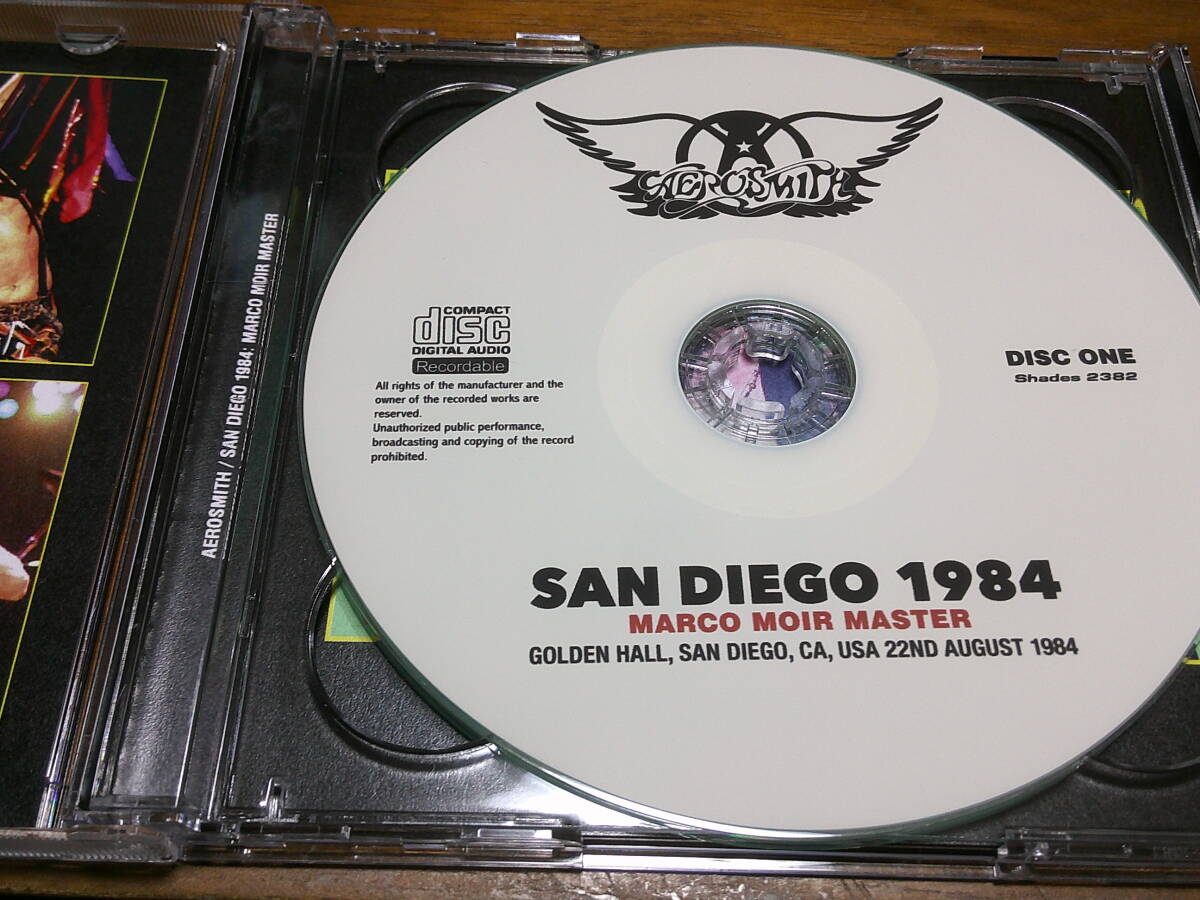 AEROSMITH / SAN DIEGO 1984: MARCO MOIR MASTER
AEROSMITH
COMPACT
disc
DIGITAL AUDIO
Recordable
All rights of the manufacturer and the
owner of the recorded works are
reserved.
Unauthorized public performance,
broadcasting and copying of the record
prohibited.
DISC ONE
Shades 2382
SAN DIEGO 1984
MARCO MOIR MASTER
GOLDEN HALL, SAN DIEGO, CA, USA 22ND AUGUST 1984